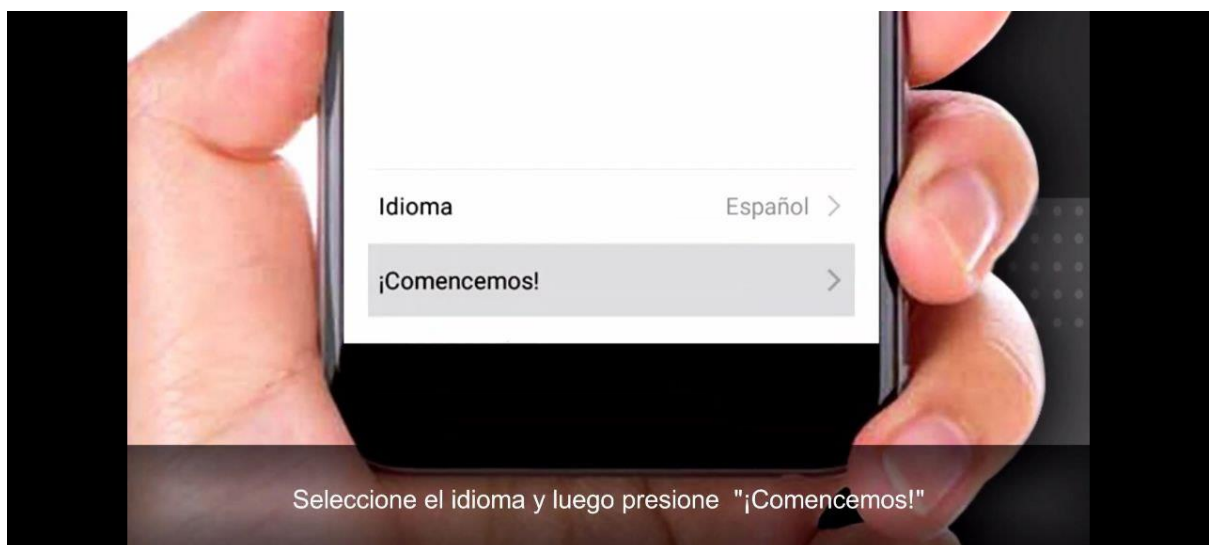 Idioma
Español
¡Comencemos!
Seleccione el idioma y luego presione "¡Comencemos!"